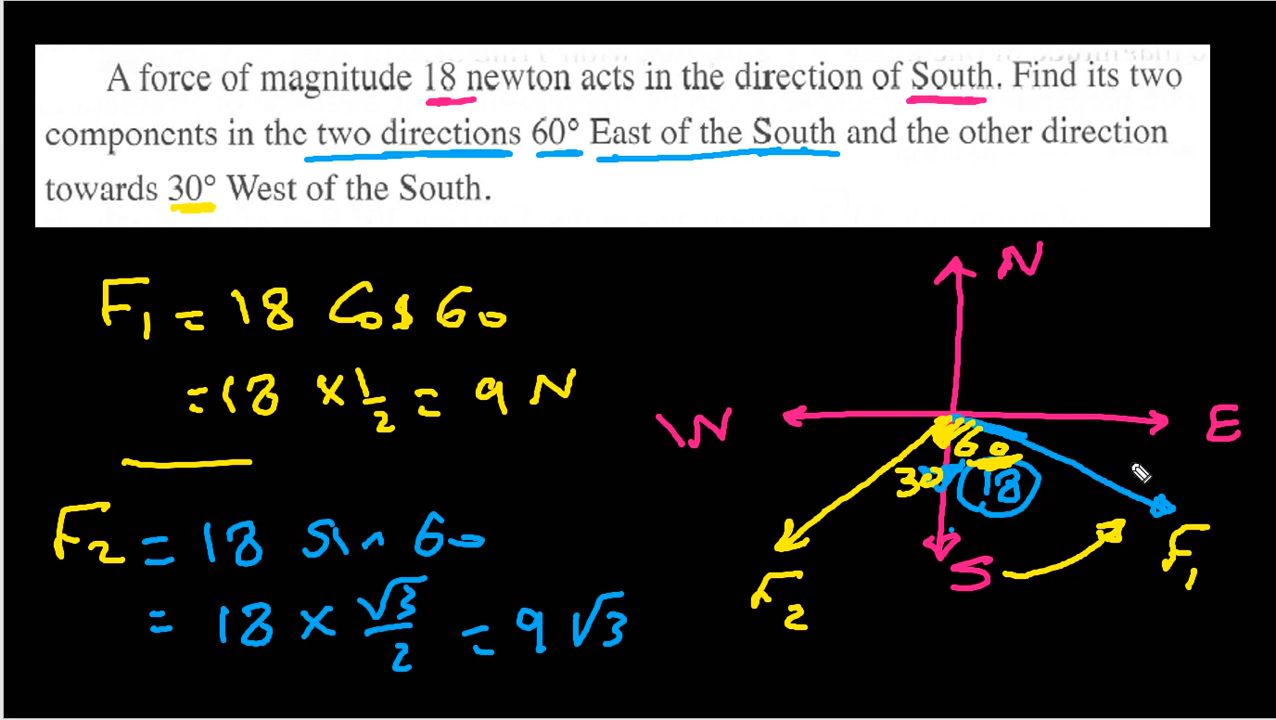 A force of magnitude 18 newton acts in the direction of South. Find its two
components in the two directions 60° East of the South and the other direction
towards 30° West of the South.
F₁ = 18 Cos 60
= 18 × 1/2 = 9 N
F₂ = 18 sin 60
= 18 × √3/2 = 9√3
N
W
E
60
30
18
S
F₁
F₂